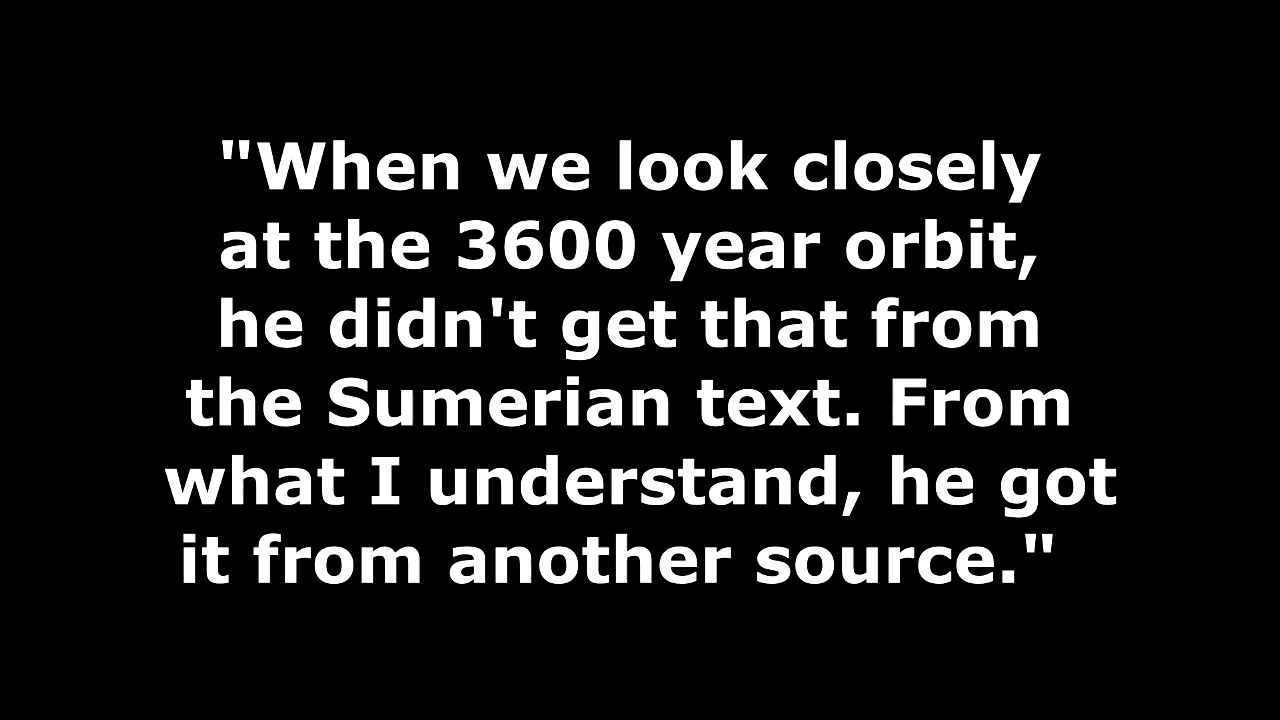 "When we look closely
at the 3600 year orbit,
he didn't get that from
the Sumerian text. From
what I understand, he got
it from another source."